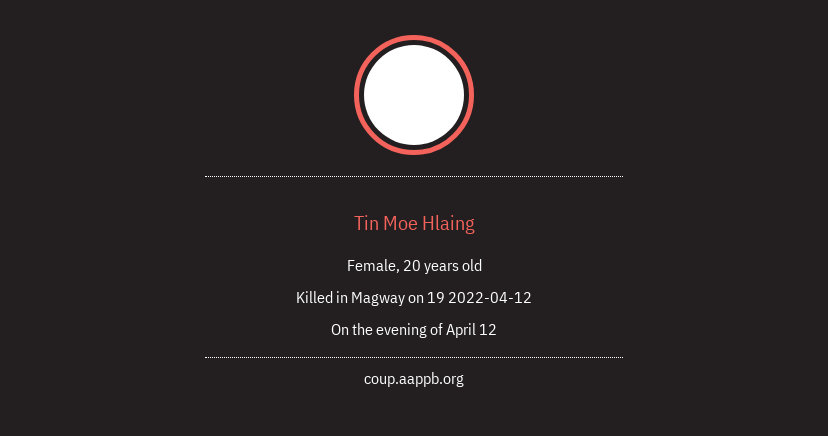 Tin Moe Hlaing
Female, 20 years old
Killed in Magway on 19 2022-04-12
On the evening of April 12
coup.aappb.org